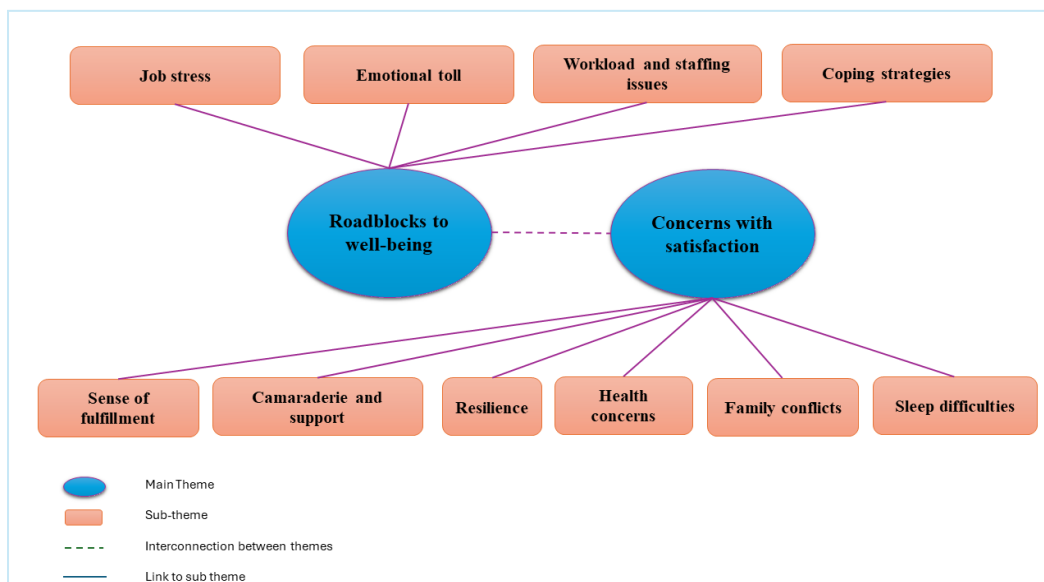 Job stress
Emotional toll
Workload and staffing
issues
Coping strategies
Roadblocks to
well-being
Concerns with
satisfaction
Sense of
fulfillment
Camaraderie and
support
Resilience
Health
concerns
Family conflicts
Sleep difficulties
Main Theme
Sub-theme
Interconnection between themes
Link to sub theme